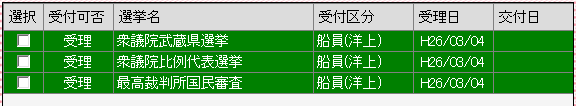 選択 受付可否 選挙名 受付区分 受理日 交付日
受理 衆議院武蔵県選挙 船員(洋上) H26/03/04
受理 衆議院比例代表選挙 船員(洋上) H26/03/04
受理 最高裁判所国民審査 船員(洋上) H26/03/04